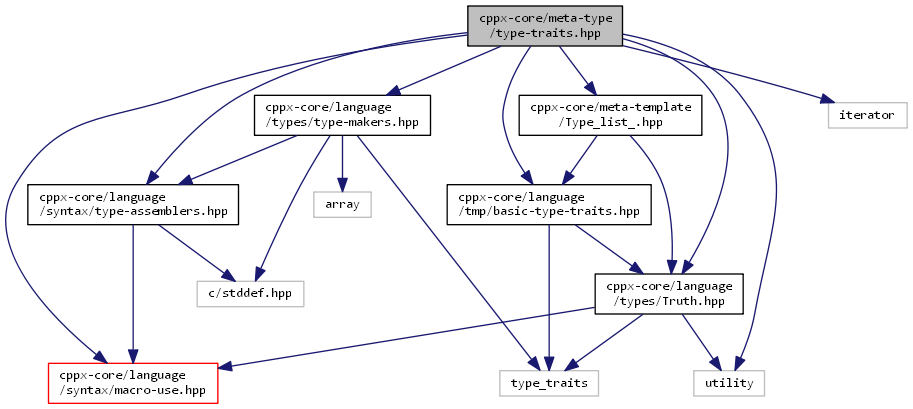 cppx-core/meta-type
/type-traits.hpp
cppx-core/language
/types/type-makers.hpp
cppx-core/meta-template
/Type_list_.hpp
iterator
cppx-core/language
/syntax/type-assemblers.hpp
array
cppx-core/language
/tmp/basic-type-traits.hpp
c/stddef.hpp
cppx-core/language
/types/Truth.hpp
cppx-core/language
/syntax/macro-use.hpp
type_traits
utility